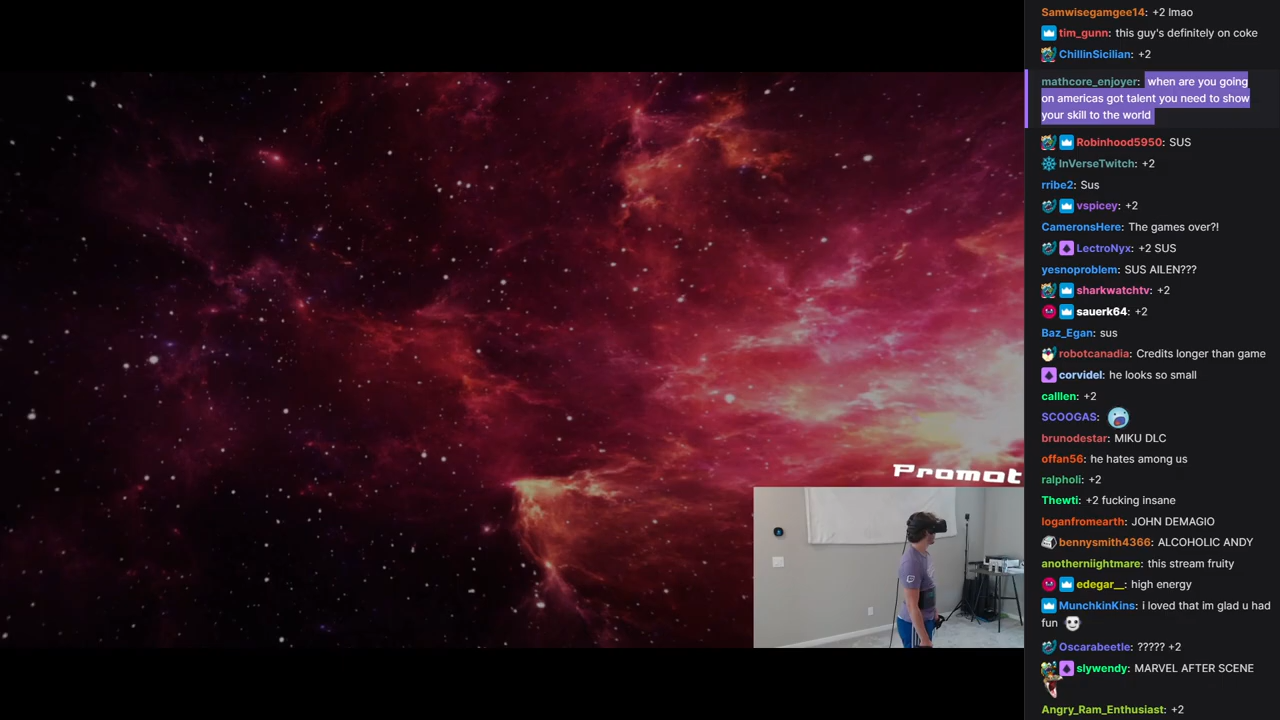 Samwisegamgee14: +2 lmao
tim_gunn: this guy's definitely on coke
ChillinSicilian: +2
mathcore_enjoyer: when are you going
on americas got talent you need to show
your skill to the world
Robinhood5950: SUS
InVerseTwitch: +2
rribe2: Sus
vspicey: +2
CameronsHere: The games over?!
LectroNyx: +2 SUS
yesnoproblem: SUS AILEN???
sharkwatchtv: +2
sauerk64: +2
Baz_Egan: sus
robotcanadia: Credits longer than game
corvidel: he looks so small
calllen: +2
SCOOGAS:
brunodestar: MIKU DLC
offan56: he hates among us
ralpholi: +2
Thewti: +2 fucking insane
loganfromearth: JOHN DEMAGIO
bennysmith4366: ALCOHOLIC ANDY
anotherniightmare: this stream fruity
edegar__: high energy
MunchkinKins: i loved that im glad u had
fun
Oscarabeetle: ????? +2
slywendy: MARVEL AFTER SCENE
Angry_Ram_Enthusiast: +2
Promot